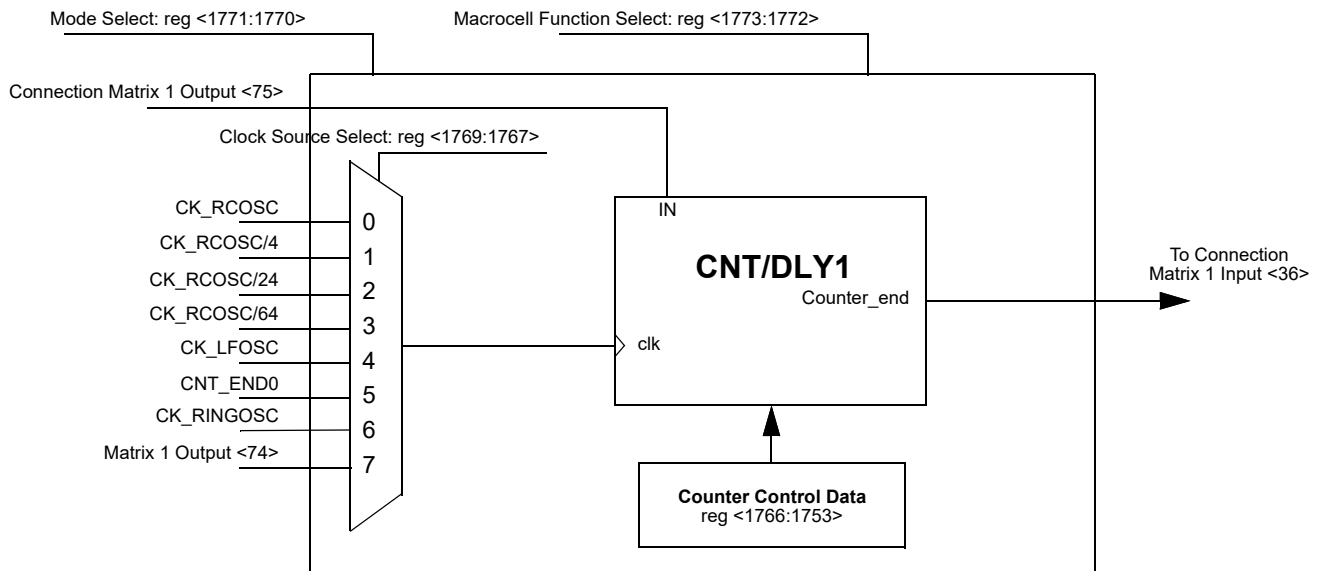 Mode Select: reg <1771:1770>
Macrocell Function Select: reg <1773:1772>
Connection Matrix 1 Output <75>
Clock Source Select: reg <1769:1767>
CK_RCOSC
0
CK_RCOSC/4
1
CK_RCOSC/24
2
CK_RCOSC/64
3
CK_LFOSC
4
CNT_END0
5
CK_RINGOSC
6
Matrix 1 Output <74>
7
IN
CNT/DLY1
Counter_end
clk
To Connection
Matrix 1 Input <36>
Counter Control Data
reg <1766:1753>